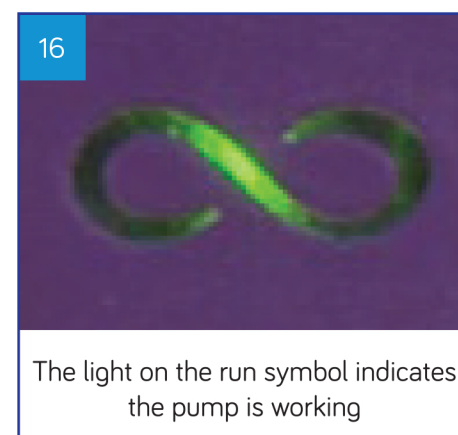 16
The light on the run symbol indicates
the pump is working